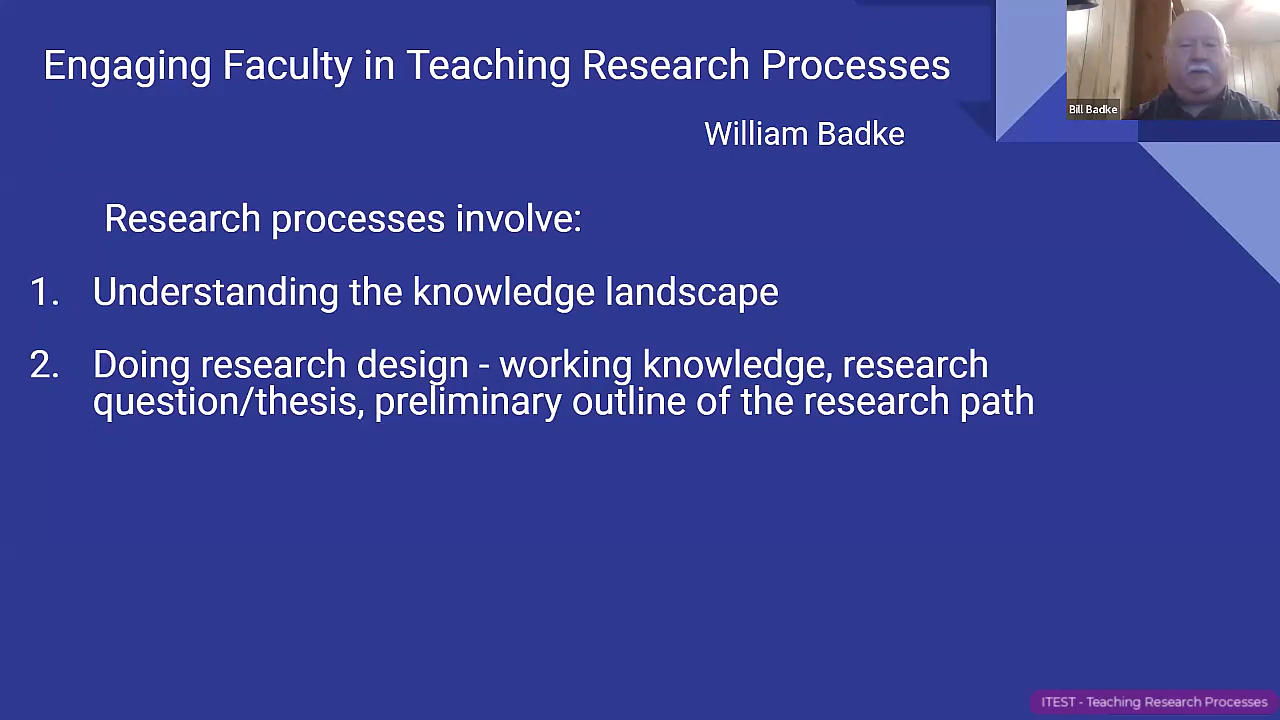 Engaging Faculty in Teaching Research Processes
Bill Badke
William Badke
Research processes involve:
1. Understanding the knowledge landscape
2. Doing research design - working knowledge, research
question/thesis, preliminary outline of the research path
ITEST - Teaching Research Processes